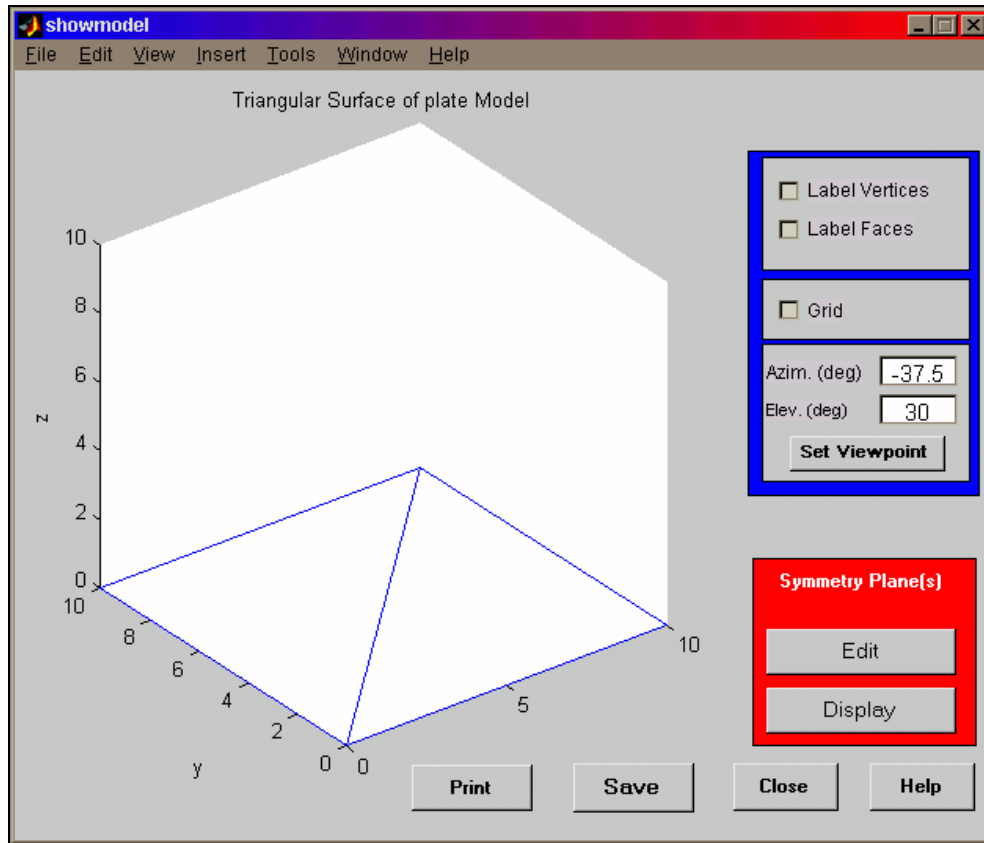 showmodel
File Edit View Insert Tools Window Help
Triangular Surface of plate Model
10
8
6
4
2
0
z
10
8
6
4
2
0
y
0
5
10
Label Vertices
Label Faces
Grid
Azim. (deg) -37.5
Elev. (deg) 30
Set Viewpoint
Symmetry Plane(s)
Edit
Display
Print Save Close Help